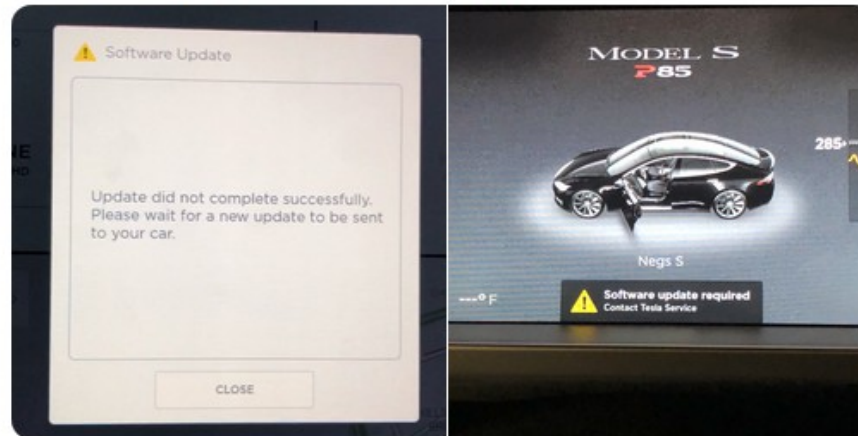 Software Update
Update did not complete successfully.
Please wait for a new update to be sent
to your car.
CLOSE
MODEL S
P85
285
Negs S
---° F
Software update required
Contact Tesla Service